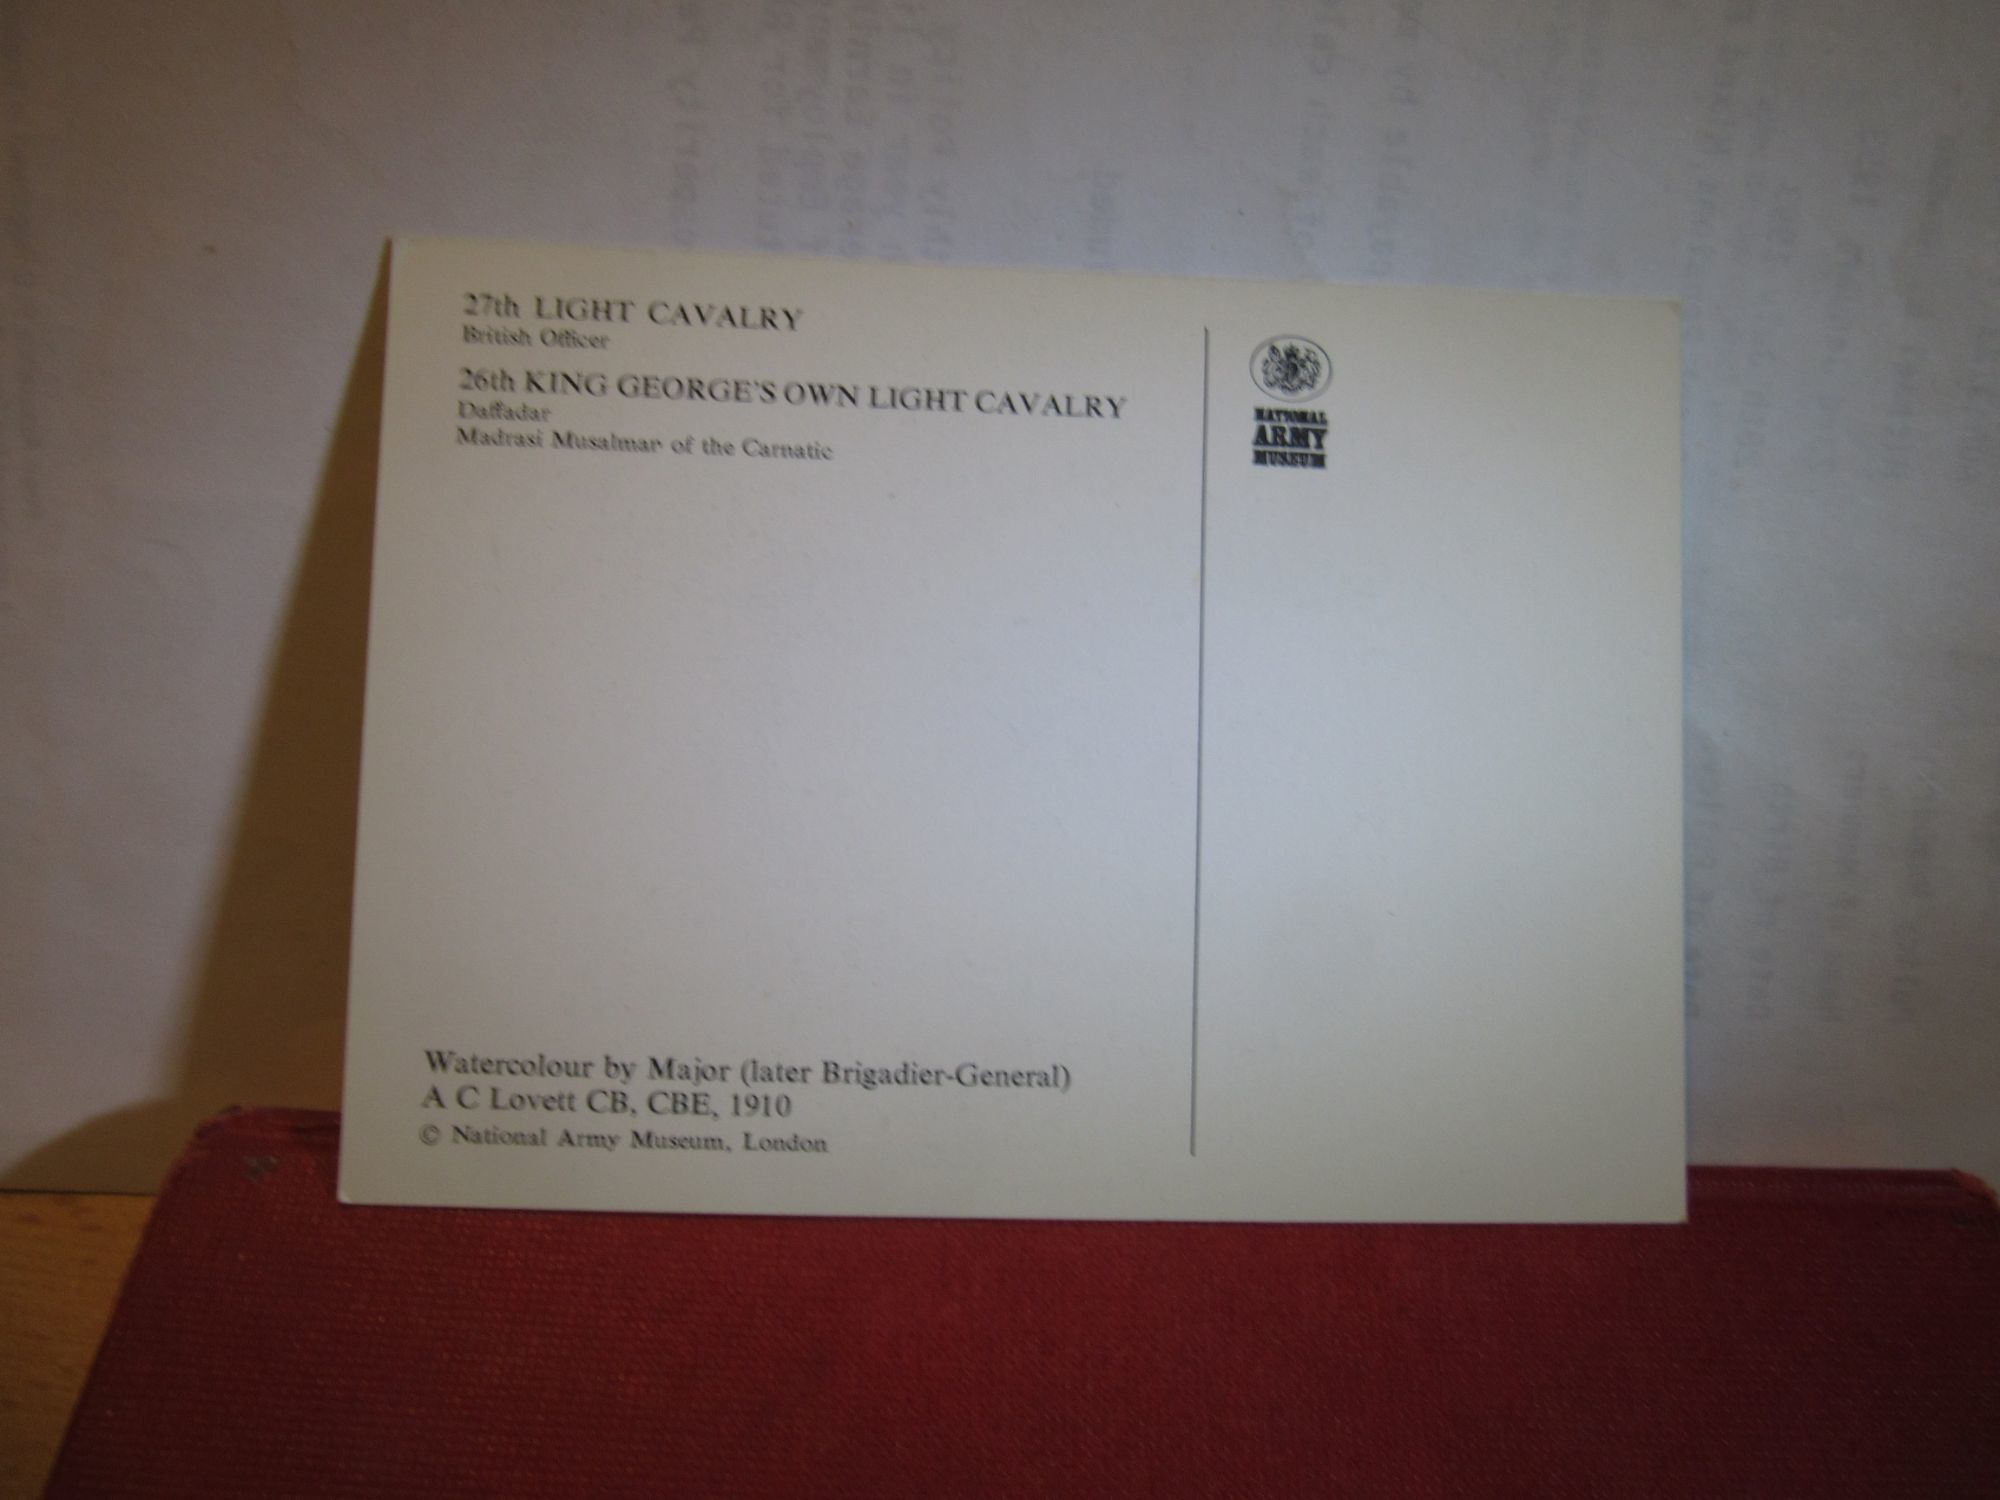 27th LIGHT CAVALRY
British Officer
26th KING GEORGE'S OWN LIGHT CAVALRY
Daffadar
Madrasi Musalman of the Carnatic
Watercolour by Major (later Brigadier-General)
A C Lovett CB, CBE, 1910
© National Army Museum, London
NATIONAL
ARMY
MUSEUM